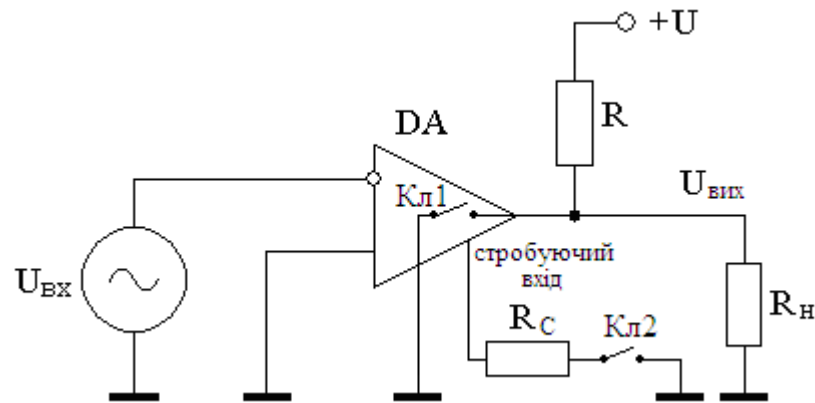 +U
R
DA
Кл1
Uвих
стробуючий
вхід
UВХ
RС
Кл2
RН